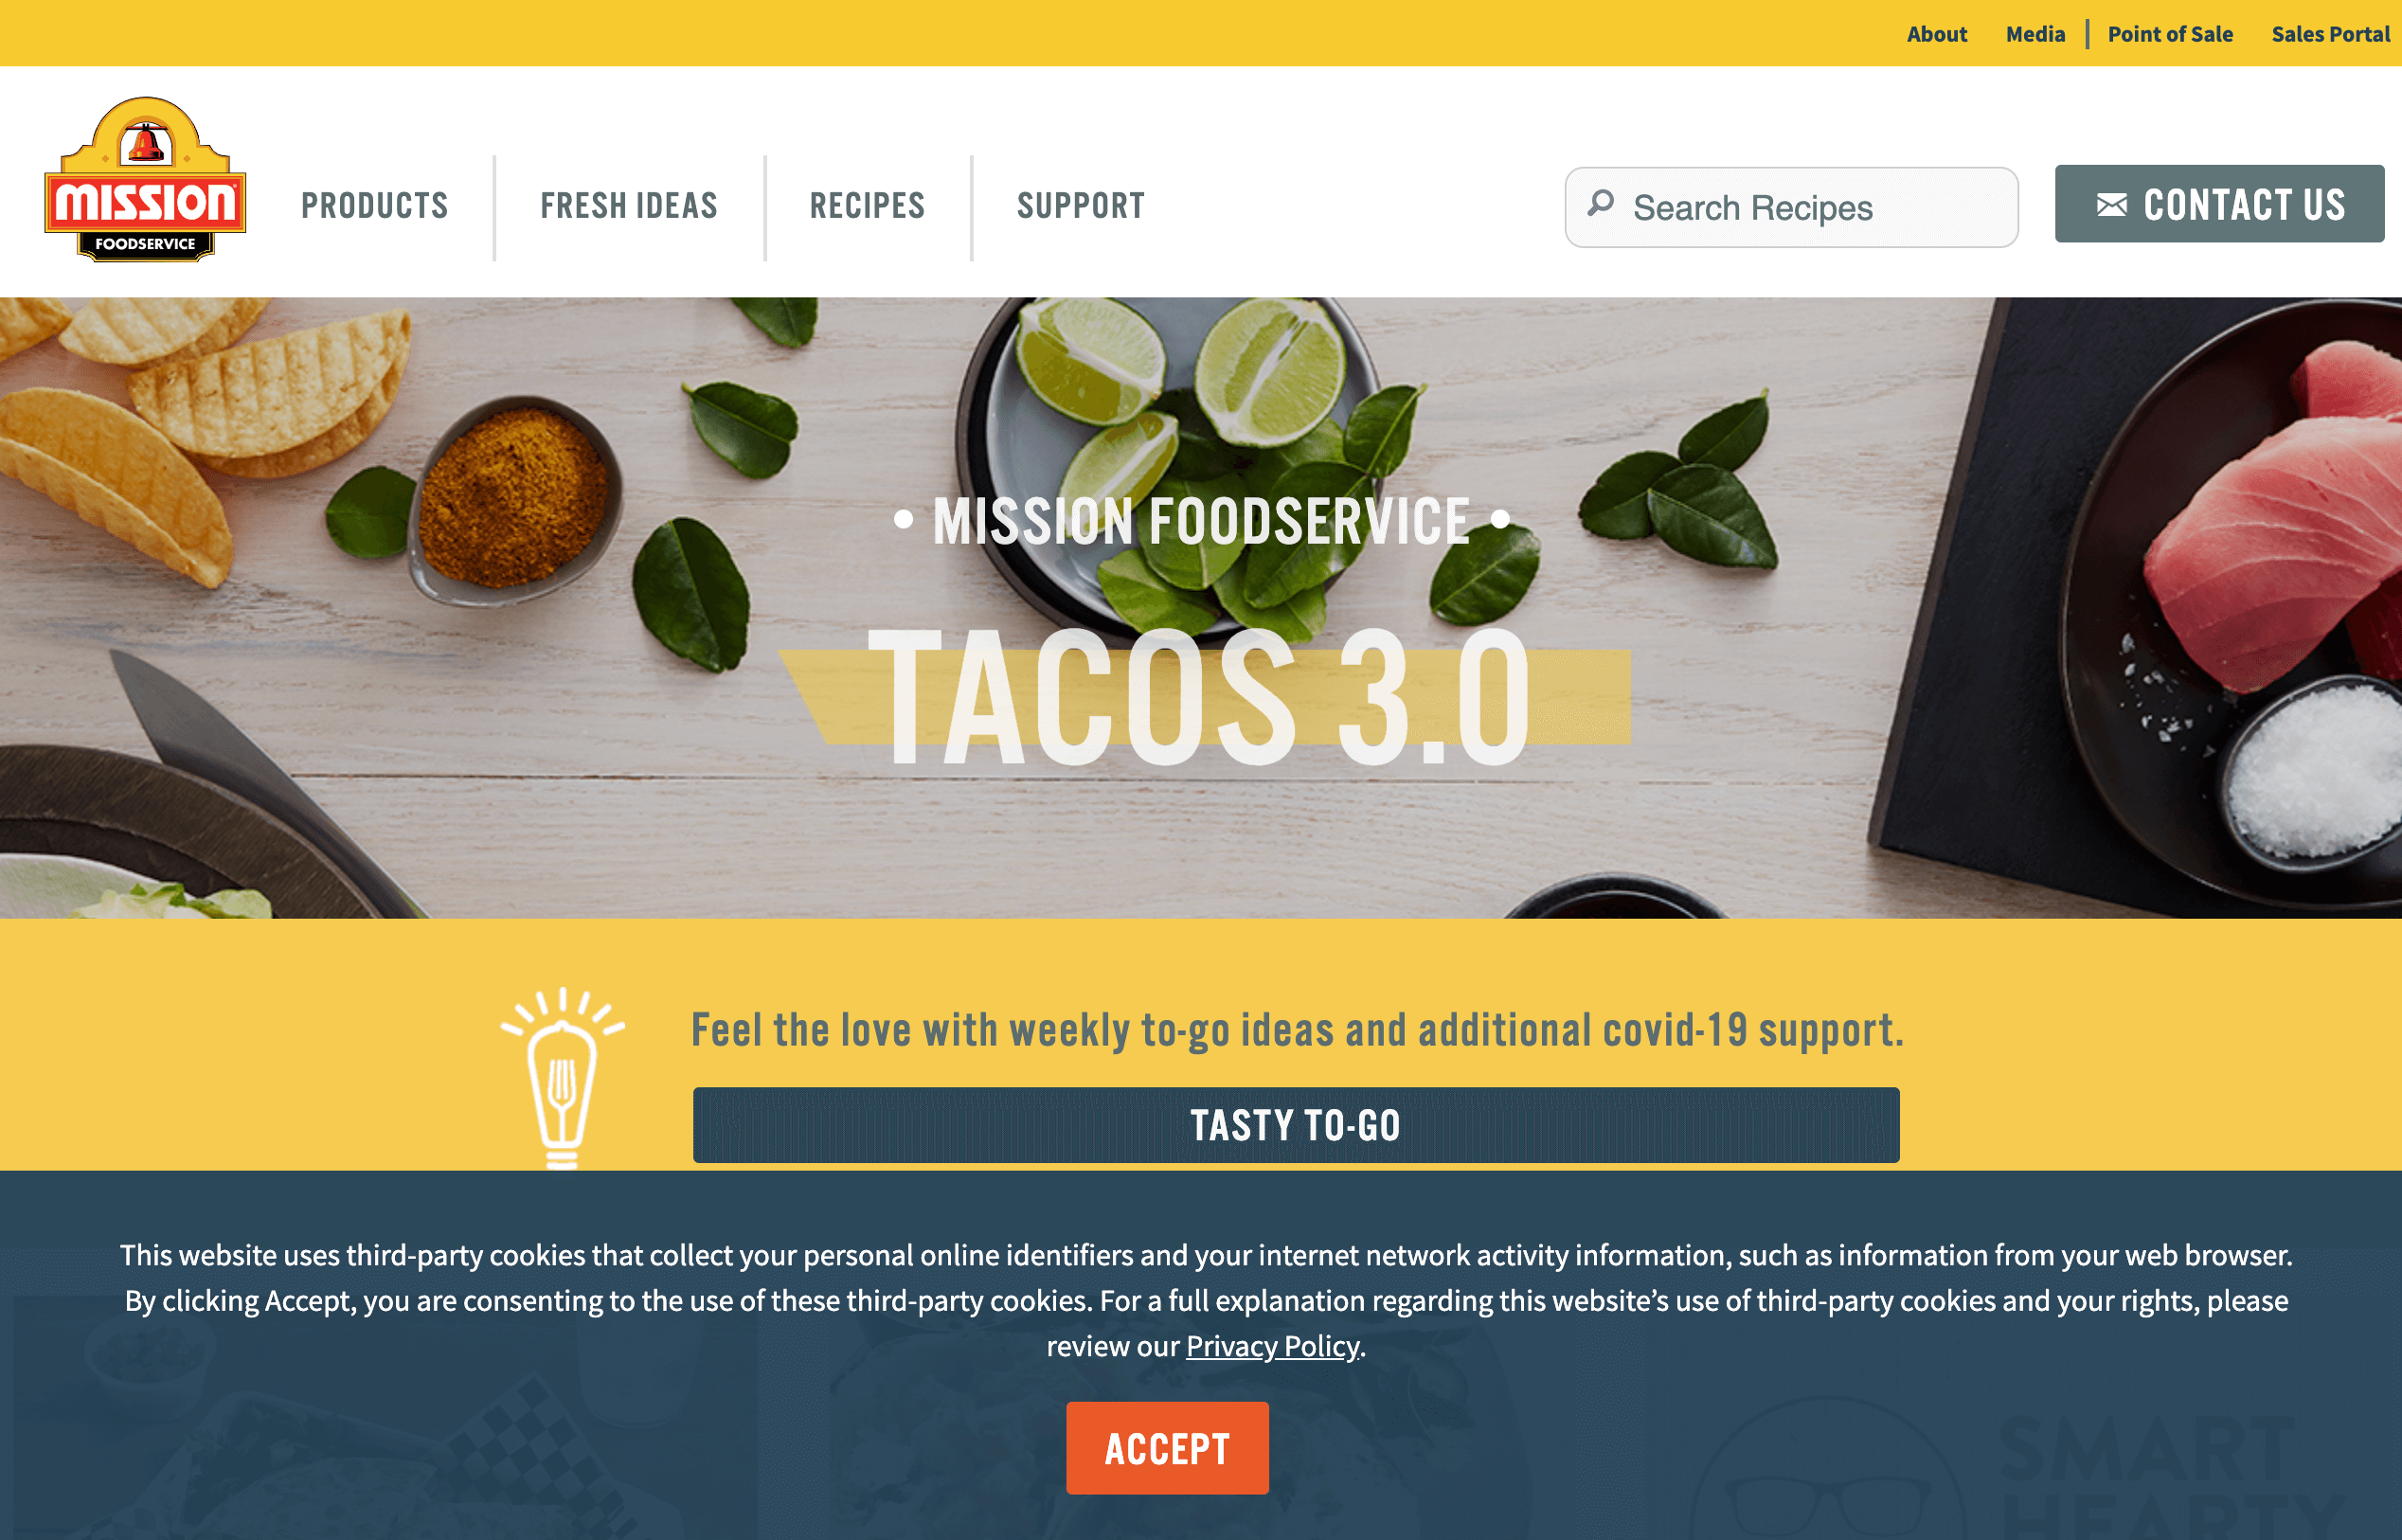 About Media Point of Sale Sales Portal
MISSION
FOODSERVICE
PRODUCTS FRESH IDEAS RECIPES SUPPORT
Search Recipes
CONTACT US
• MISSION FOODSERVICE •
TACOS 3.0
Feel the love with weekly to-go ideas and additional covid-19 support.
TASTY TO-GO
This website uses third-party cookies that collect your personal online identifiers and your internet network activity information, such as information from your web browser.
By clicking Accept, you are consenting to the use of these third-party cookies. For a full explanation regarding this website’s use of third-party cookies and your rights, please
review our Privacy Policy.
ACCEPT
SMART
HEARTY